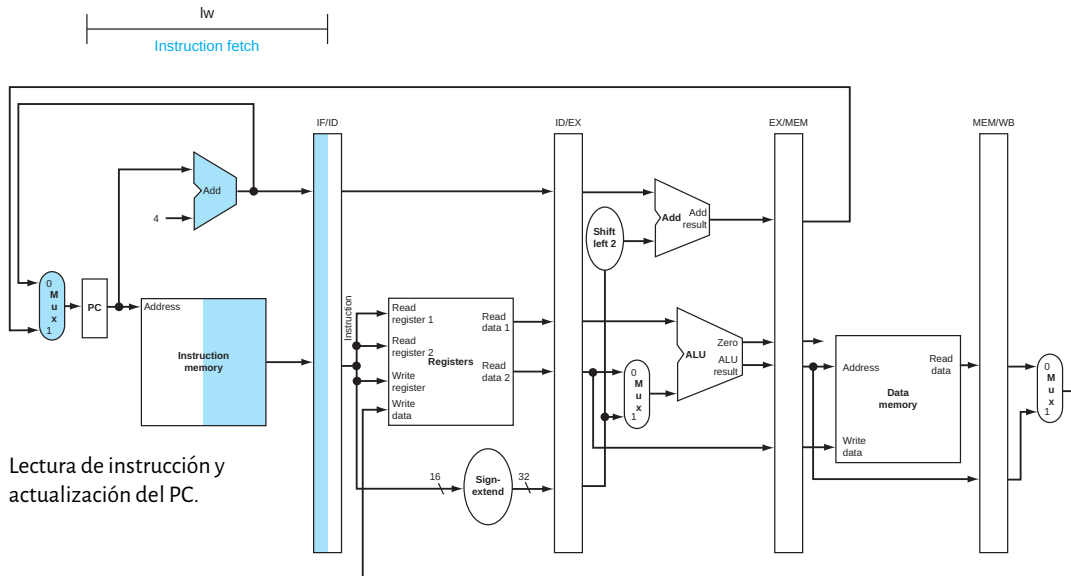 lw
Instruction fetch
IF/ID
ID/EX
EX/MEM
MEM/WB
Add
4
Shift
left 2
Add
Add
result
0
M
u
x
1
PC
Address
Instruction
memory
Instruction
Read
register 1
Read
register 2
Write
register
Write
data
Registers
Read
data 1
Read
data 2
0
M
u
x
1
Zero
ALU
ALU
result
Address
Write
data
Data
memory
Read
data
0
M
u
x
1
16
Sign-
extend
32
Lectura de instrucción y
actualización del PC.